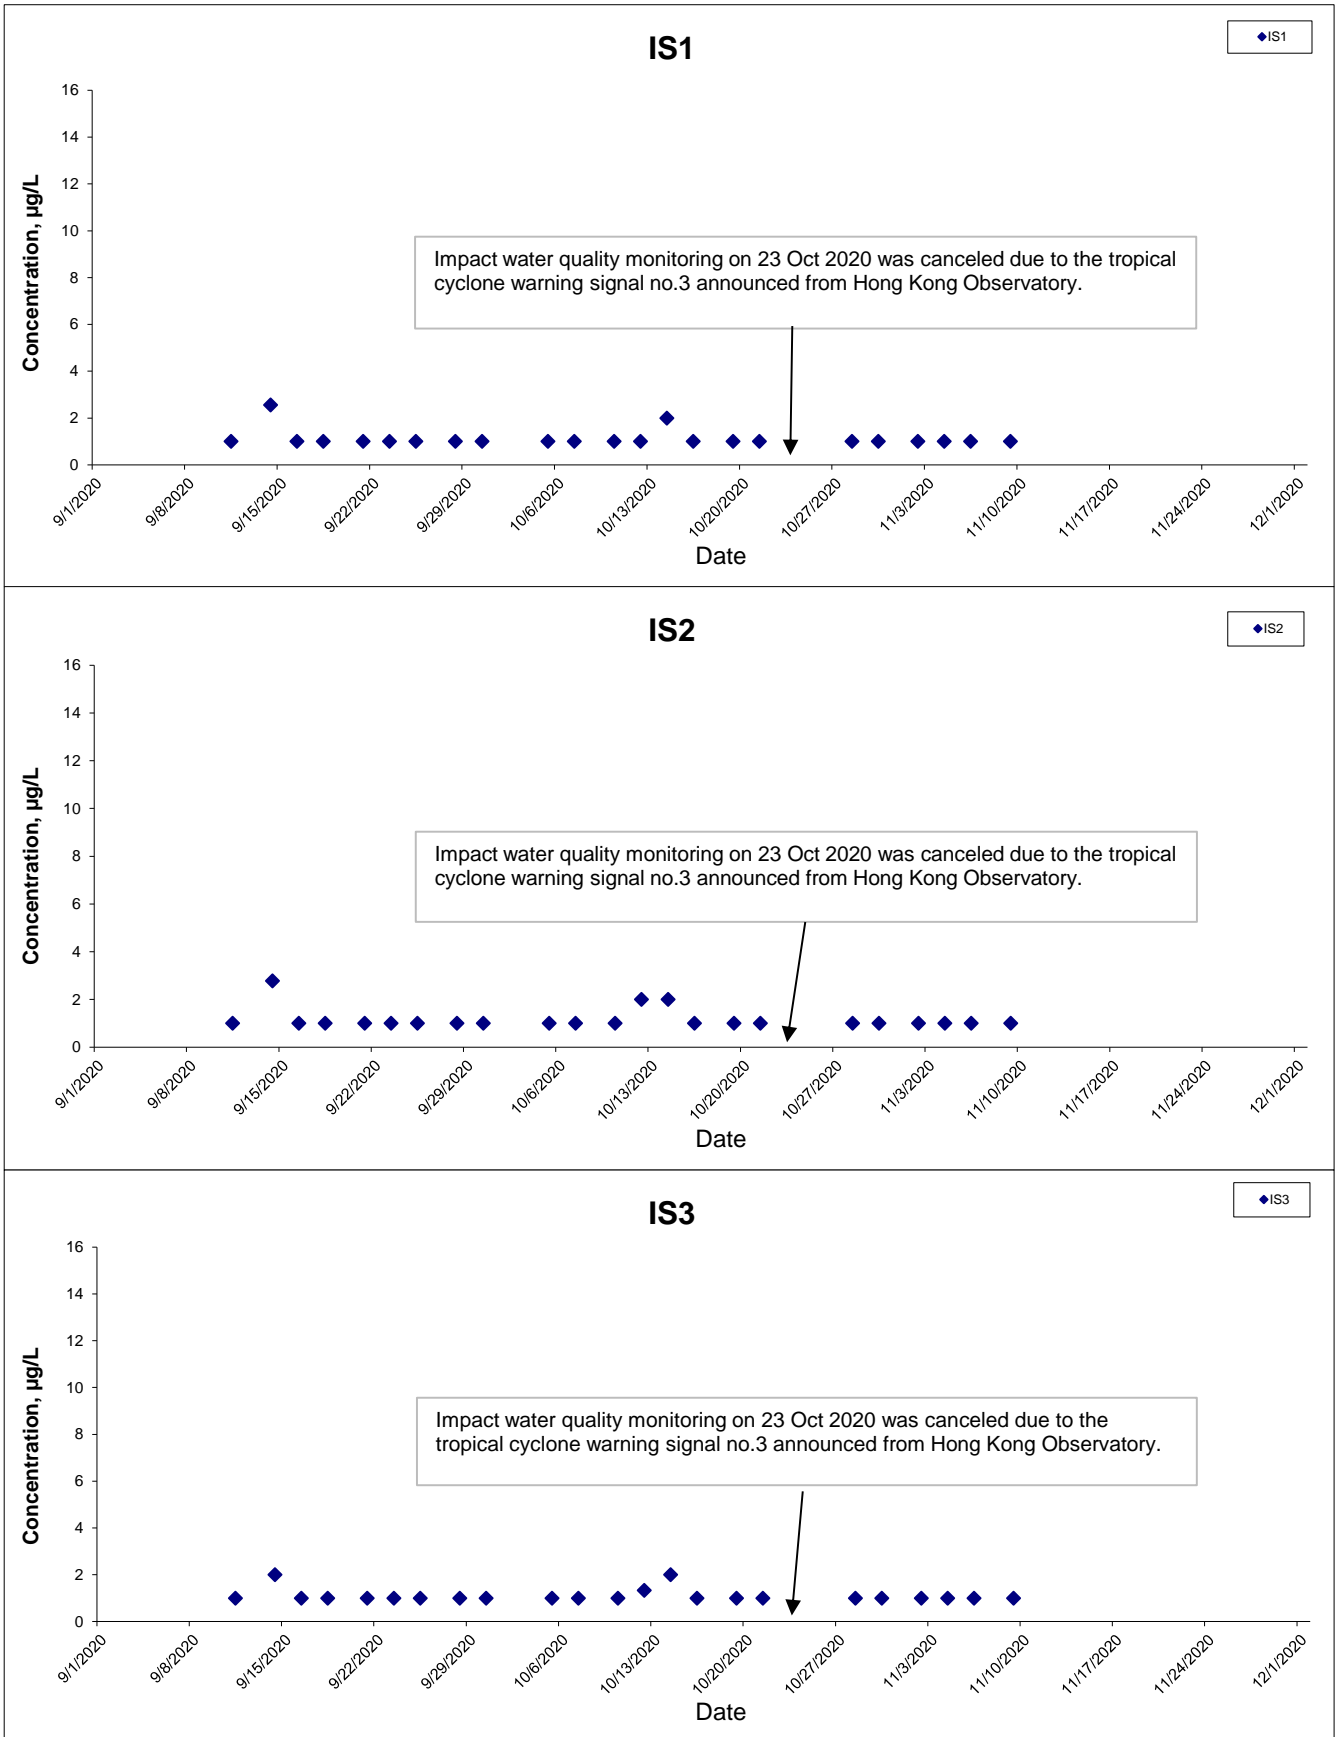 IS1
IS1
16
14
12
10
8
6
4
2
0
Concentration, µg/L
Impact water quality monitoring on 23 Oct 2020 was canceled due to the tropical
cyclone warning signal no.3 announced from Hong Kong Observatory.
9/1/2020 9/8/2020 9/15/2020 9/22/2020 9/29/2020 10/6/2020 10/13/2020 10/20/2020 10/27/2020 11/3/2020 11/10/2020 11/17/2020 11/24/2020 12/1/2020
Date
IS2
IS2
16
14
12
10
8
6
4
2
0
Concentration, µg/L
Impact water quality monitoring on 23 Oct 2020 was canceled due to the tropical
cyclone warning signal no.3 announced from Hong Kong Observatory.
9/1/2020 9/8/2020 9/15/2020 9/22/2020 9/29/2020 10/6/2020 10/13/2020 10/20/2020 10/27/2020 11/3/2020 11/10/2020 11/17/2020 11/24/2020 12/1/2020
Date
IS3
IS3
16
14
12
10
8
6
4
2
0
Concentration, µg/L
Impact water quality monitoring on 23 Oct 2020 was canceled due to the
tropical cyclone warning signal no.3 announced from Hong Kong Observatory.
9/1/2020 9/8/2020 9/15/2020 9/22/2020 9/29/2020 10/6/2020 10/13/2020 10/20/2020 10/27/2020 11/3/2020 11/10/2020 11/17/2020 11/24/2020 12/1/2020
Date